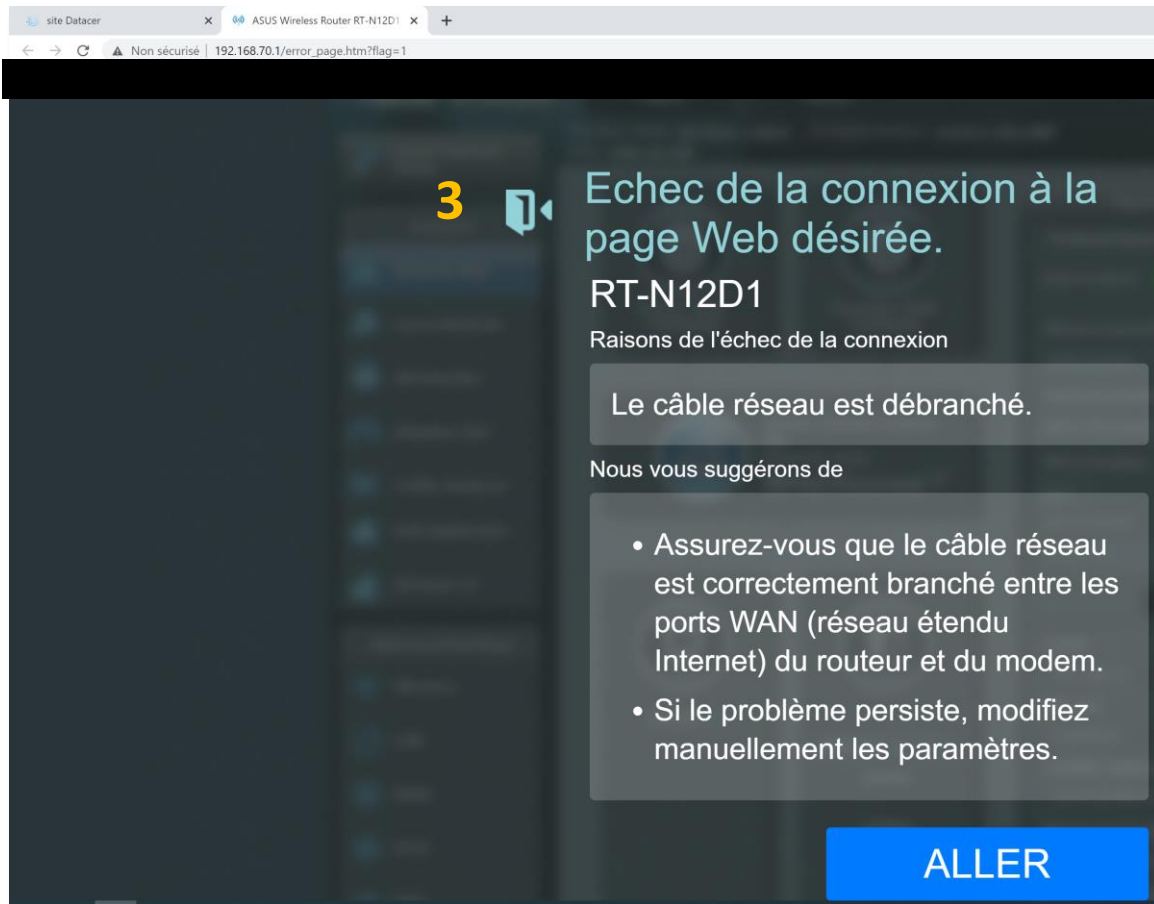 site Datacer
ASUS Wireless Router RT-N12D1
Non sécurisé | 192.168.70.1/error_page.htm?flag=1
3
Echec de la connexion à la
page Web désirée.
RT-N12D1
Raisons de l'échec de la connexion
Le câble réseau est débranché.
Nous vous suggérons de
• Assurez-vous que le câble réseau
est correctement branché entre les
ports WAN (réseau étendu
Internet) du routeur et du modem.
• Si le problème persiste, modifiez
manuellement les paramètres.
ALLER